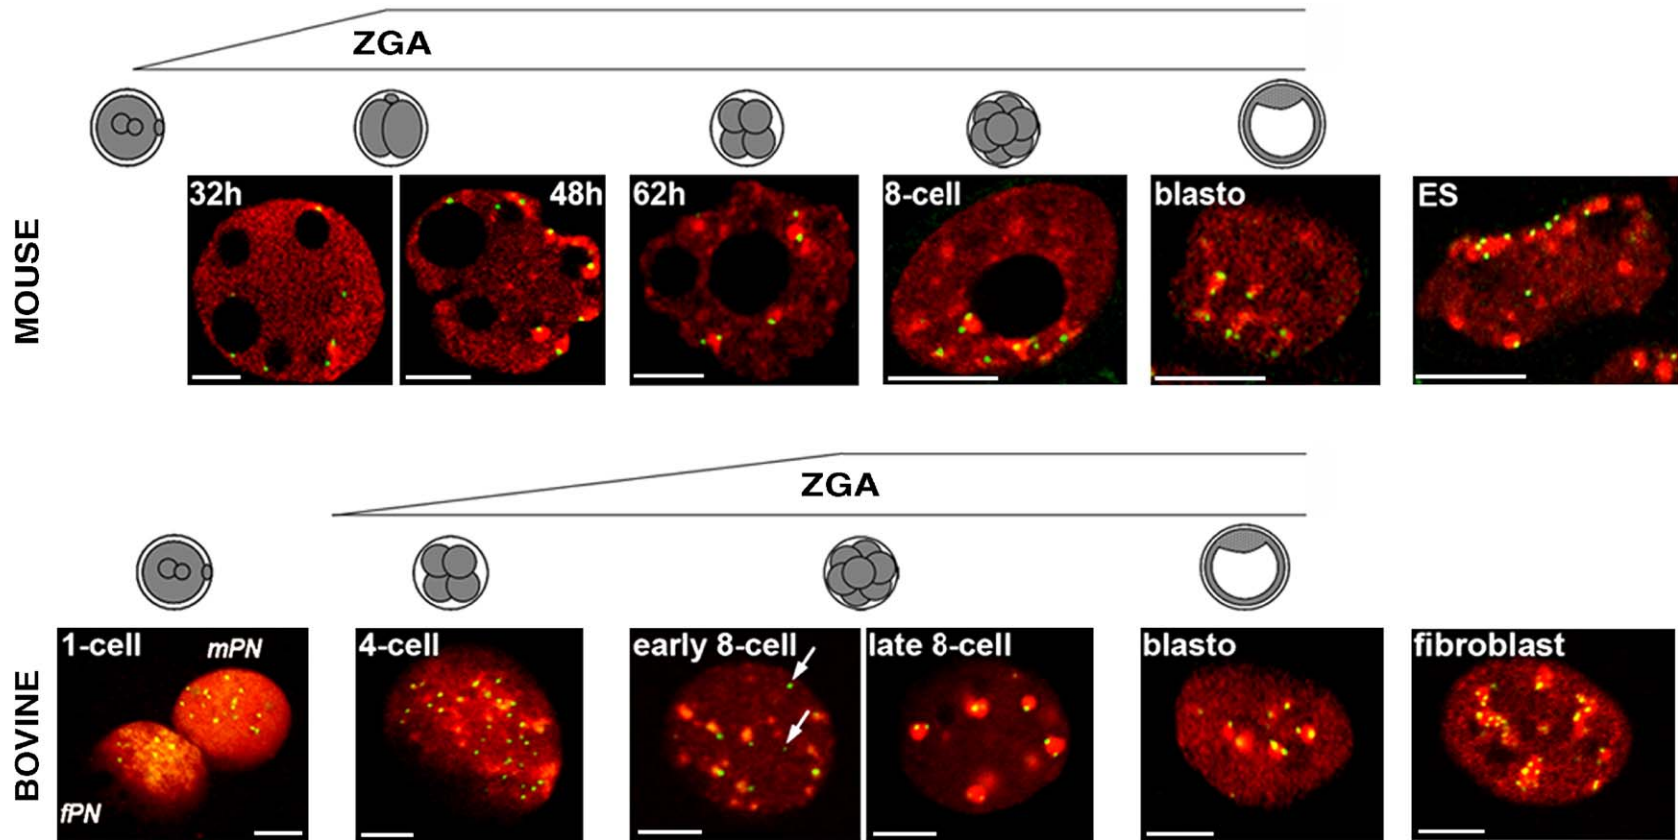 ZGA
MOUSE
32h
48h
62h
8-cell
blasto
ES
ZGA
BOVINE
1-cell
mPN
fPN
4-cell
early 8-cell
late 8-cell
blasto
fibroblast